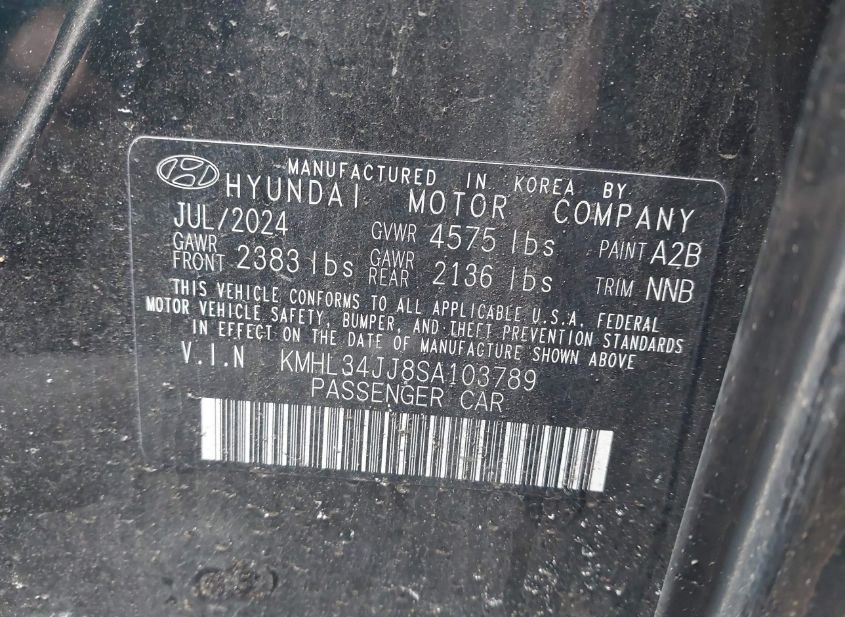 MANUFACTURED IN KOREA BY
HYUNDAI MOTOR COMPANY
JUL/2024 GVWR 4575 lbs PAINT A2B
GAWR FRONT 2383 lbs GAWR REAR 2136 lbs TRIM NNB
THIS VEHICLE CONFORMS TO ALL APPLICABLE U.S.A. FEDERAL
MOTOR VEHICLE SAFETY, BUMPER, AND THEFT PREVENTION STANDARDS
IN EFFECT ON THE DATE OF MANUFACTURE SHOWN ABOVE
V.I.N KMHL34JJ8SA103789
PASSENGER CAR